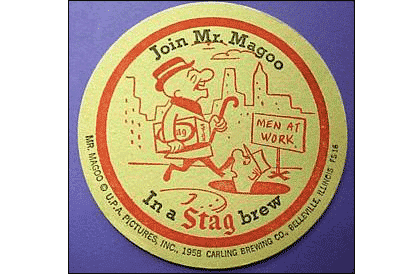 Join Mr. Magoo
MEN AT
WORK
In a Stag brew
MR. MAGOO © U.P.A. PICTURES, INC., 1958 CARLING BREWING CO., BELLEVILLE, ILLINOIS FS16